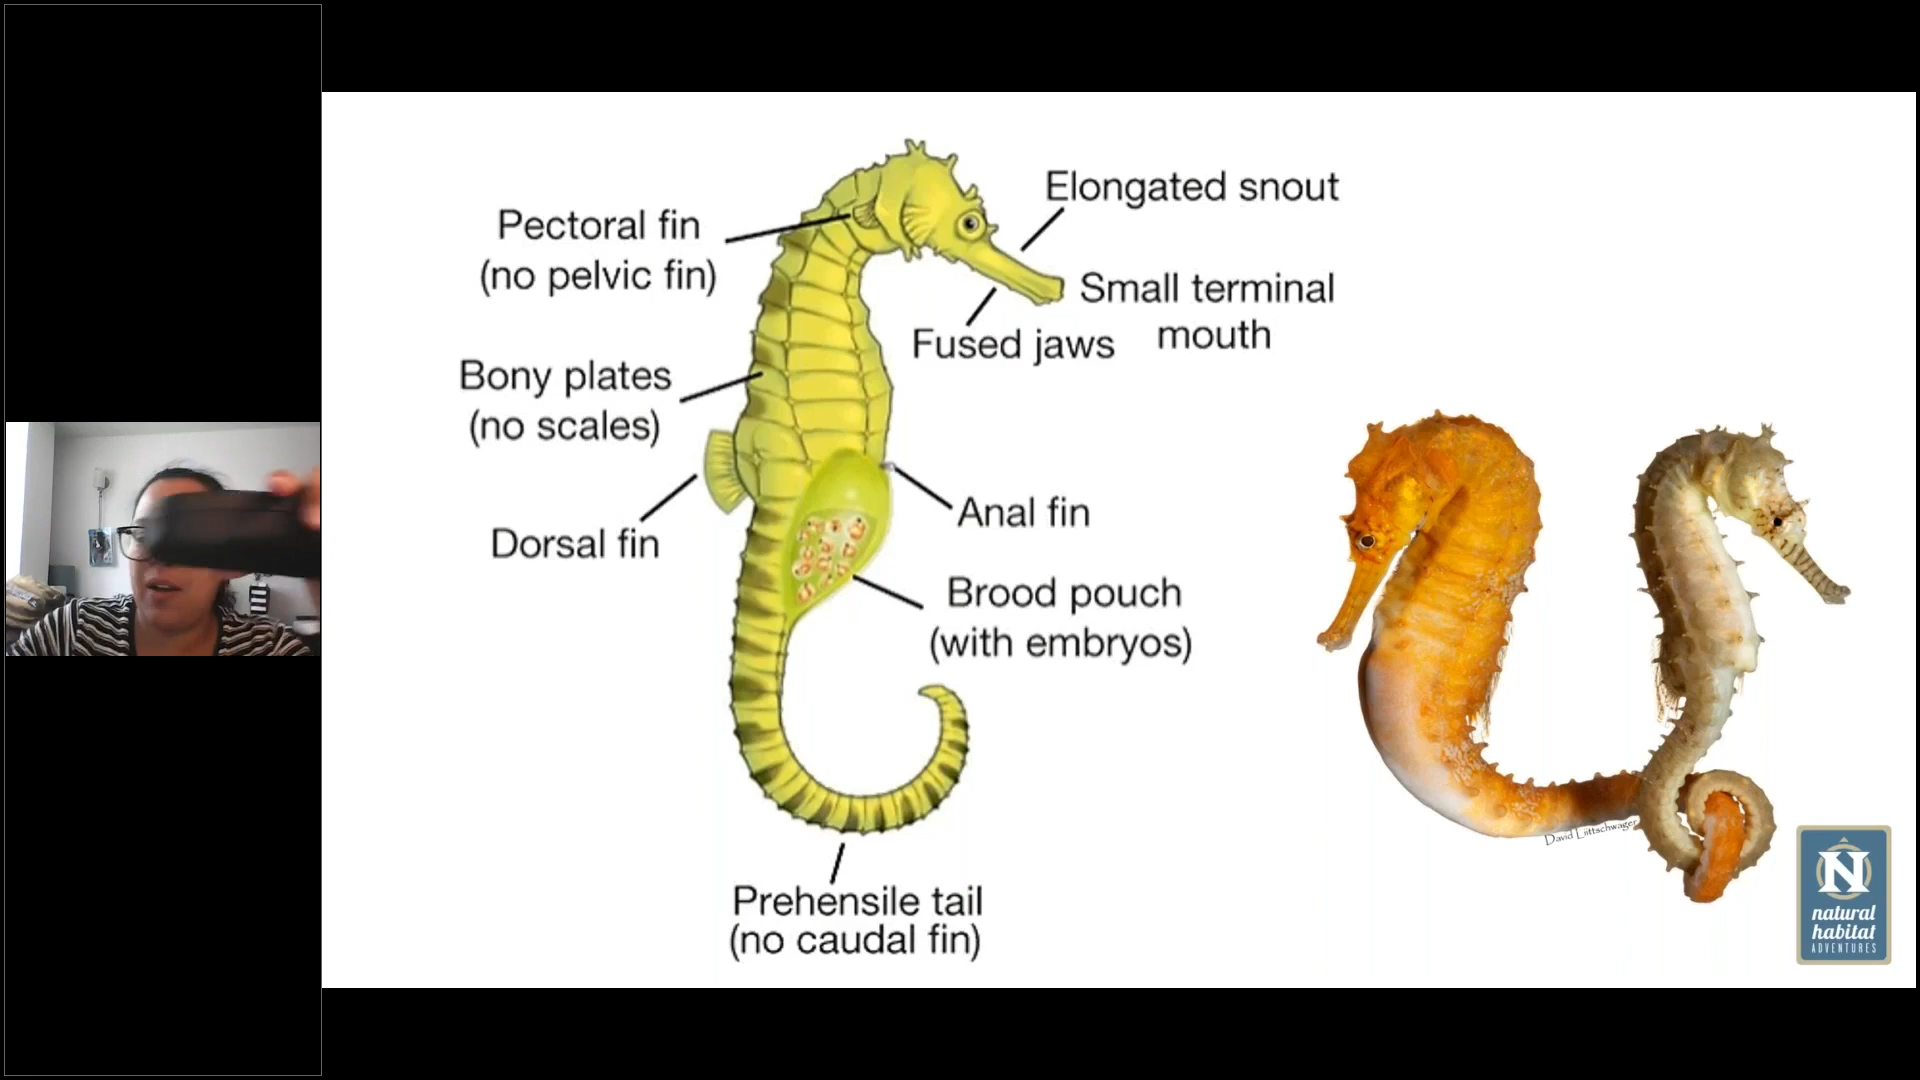 Elongated snout
Pectoral fin
(no pelvic fin)
Small terminal
mouth
Fused jaws
Bony plates
(no scales)
Anal fin
Dorsal fin
Brood pouch
(with embryos)
David Liittschwager
Prehensile tail
(no caudal fin)
N
natural
habitat
ADVENTURES